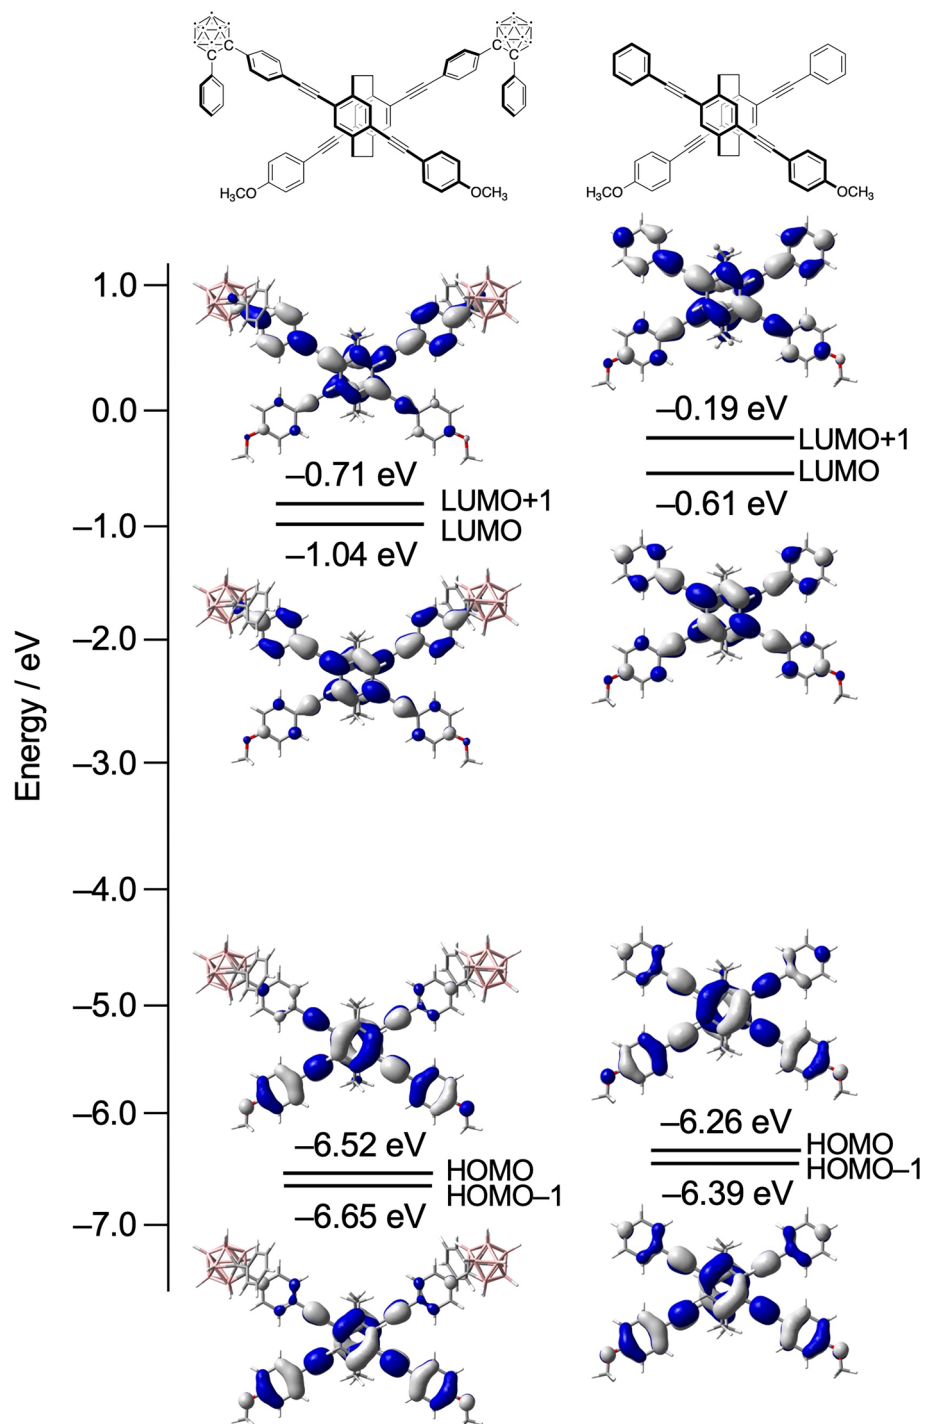 C C
C C
H₃CO OCH₃
H₃CO OCH₃
Energy / eV
1.0
0.0
–1.0
–2.0
–3.0
–4.0
–5.0
–6.0
–7.0
–0.71 eV
LUMO+1
LUMO
–1.04 eV
–6.52 eV
HOMO
HOMO–1
–6.65 eV
–0.19 eV
LUMO+1
LUMO
–0.61 eV
–6.26 eV
HOMO
HOMO–1
–6.39 eV